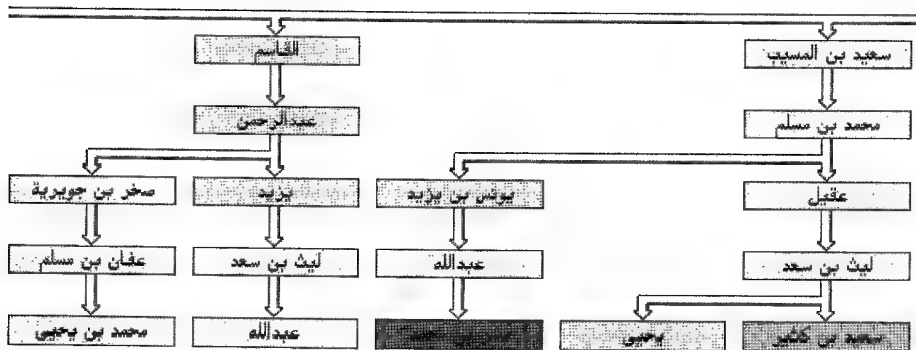 سعيد بن المسيب
القاسم
محمد بن مسلم
عبدالرحمن
عقيل
يونس بن يزيد
يزيد
صخر بن جويرية
ليث بن سعد
عبدالله
ليث بن سعد
عفان بن مسلم
سعيد بن كثير
يحيى
عبدالله
محمد بن يحيى